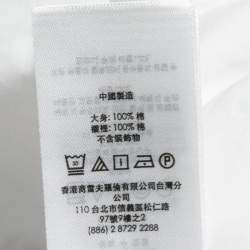 中國製造
大身: 100% 棉
襯裡: 100% 棉
不含裝飾物
香港商雷夫羅倫有限公司台灣分
公司
110 台北市信義區松仁路
97號9樓之2
(886) 2 8729 2288